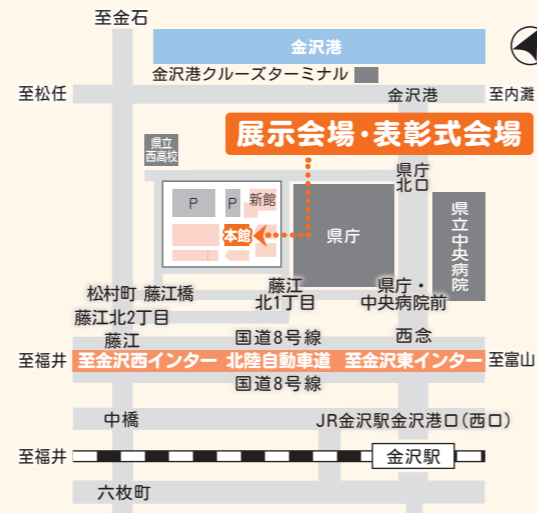 至金石
金沢港
金沢港クルーズターミナル
至松任
金沢港
至内灘
展示会場・表彰式会場
県立
西高校
県庁
北口
P
P
新館
本館
県庁
県立中央病院
藤江
北1丁目
県庁・
中央病院前
松村町
藤江橋
藤江北2丁目
藤江
国道8号線
西念
至福井
至金沢西インター
北陸自動車道
至金沢東インター
至富山
国道8号線
中橋
JR金沢駅金沢港口(西口)
至福井
金沢駅
六枚町